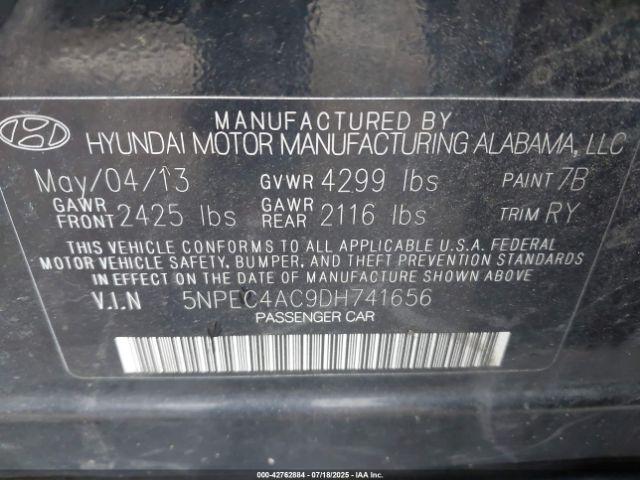 MANUFACTURED BY
HYUNDAI MOTOR MANUFACTURING ALABAMA, LLC
May/04/13 GVWR 4299 lbs PAINT 7B
GAWR FRONT 2425 lbs GAWR REAR 2116 lbs TRIM RY
THIS VEHICLE CONFORMS TO ALL APPLICABLE U.S.A. FEDERAL
MOTOR VEHICLE SAFETY, BUMPER, AND THEFT PREVENTION STANDARDS
IN EFFECT ON THE DATE OF MANUFACTURE SHOWN ABOVE
V.I.N 5NPEC4AC9DH741656
PASSENGER CAR
000-42762884 - 07/18/2025 - IAA Inc.